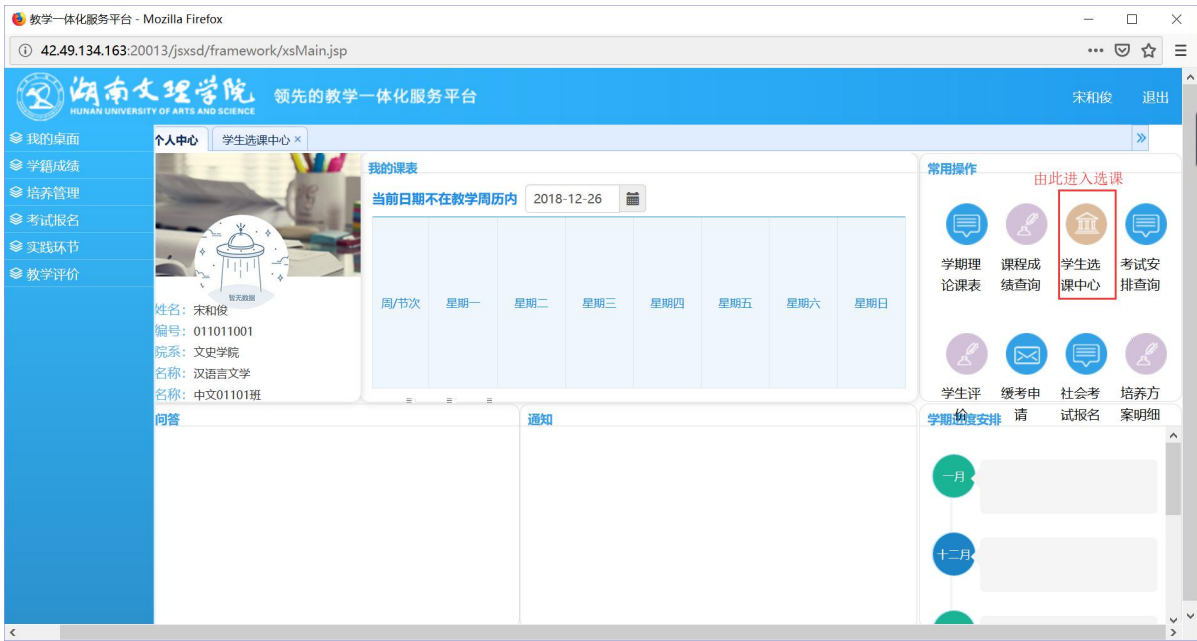 教学一体化服务平台 - Mozilla Firefox
42.49.134.163:20013/jsxsd/framework/xsMain.jsp
湖南文理学院
HUNAN UNIVERSITY OF ARTS AND SCIENCE
领先的教学一体化服务平台
宋和俊 退出
我的桌面
学籍成绩
培养管理
考试报名
实践环节
教学评价
个人中心 学生选课中心 ×
暂无数据
姓名：宋和俊
编号：011011001
院系：文史学院
名称：汉语言文学
名称：中文01101班
我的课表
当前日期不在教学周历内 2018-12-26
周/节次 星期一 星期二 星期三 星期四 星期五 星期六 星期日
常用操作
由此进入选课
学期理
论课表
课程成
绩查询
学生选
课中心
考试安
排查询
学生评
价
缓考申
请
社会考
试报名
培养方
案明细
问答
通知
学期进度安排
一月
十二月